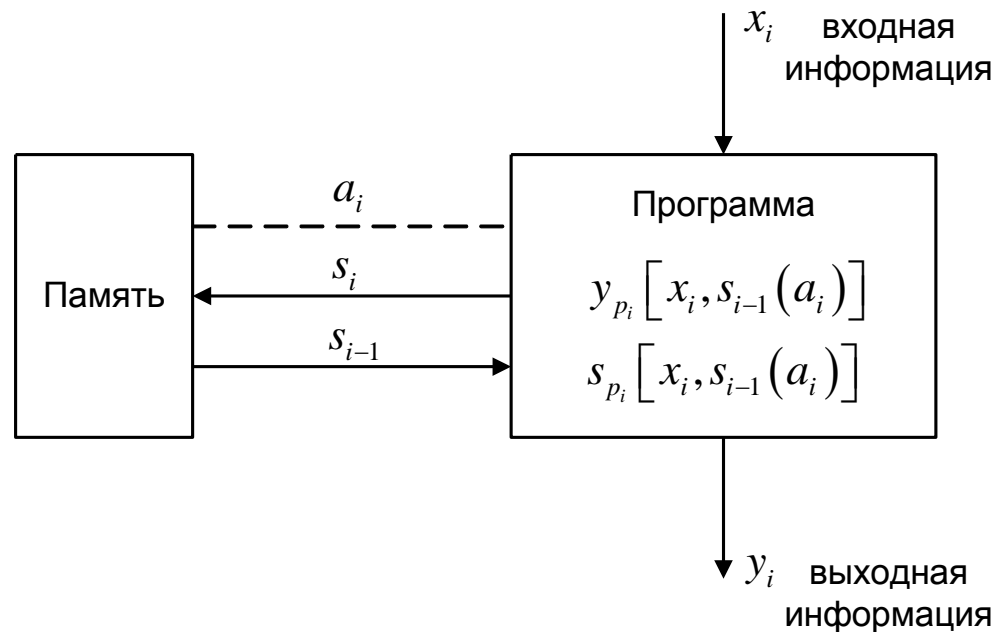 x_i входная
информация
a_i
Программа
s_i
Память
y_{p_i}[x_i, s_{i-1}(a_i)]
s_{i-1}
s_{p_i}[x_i, s_{i-1}(a_i)]
y_i выходная
информация